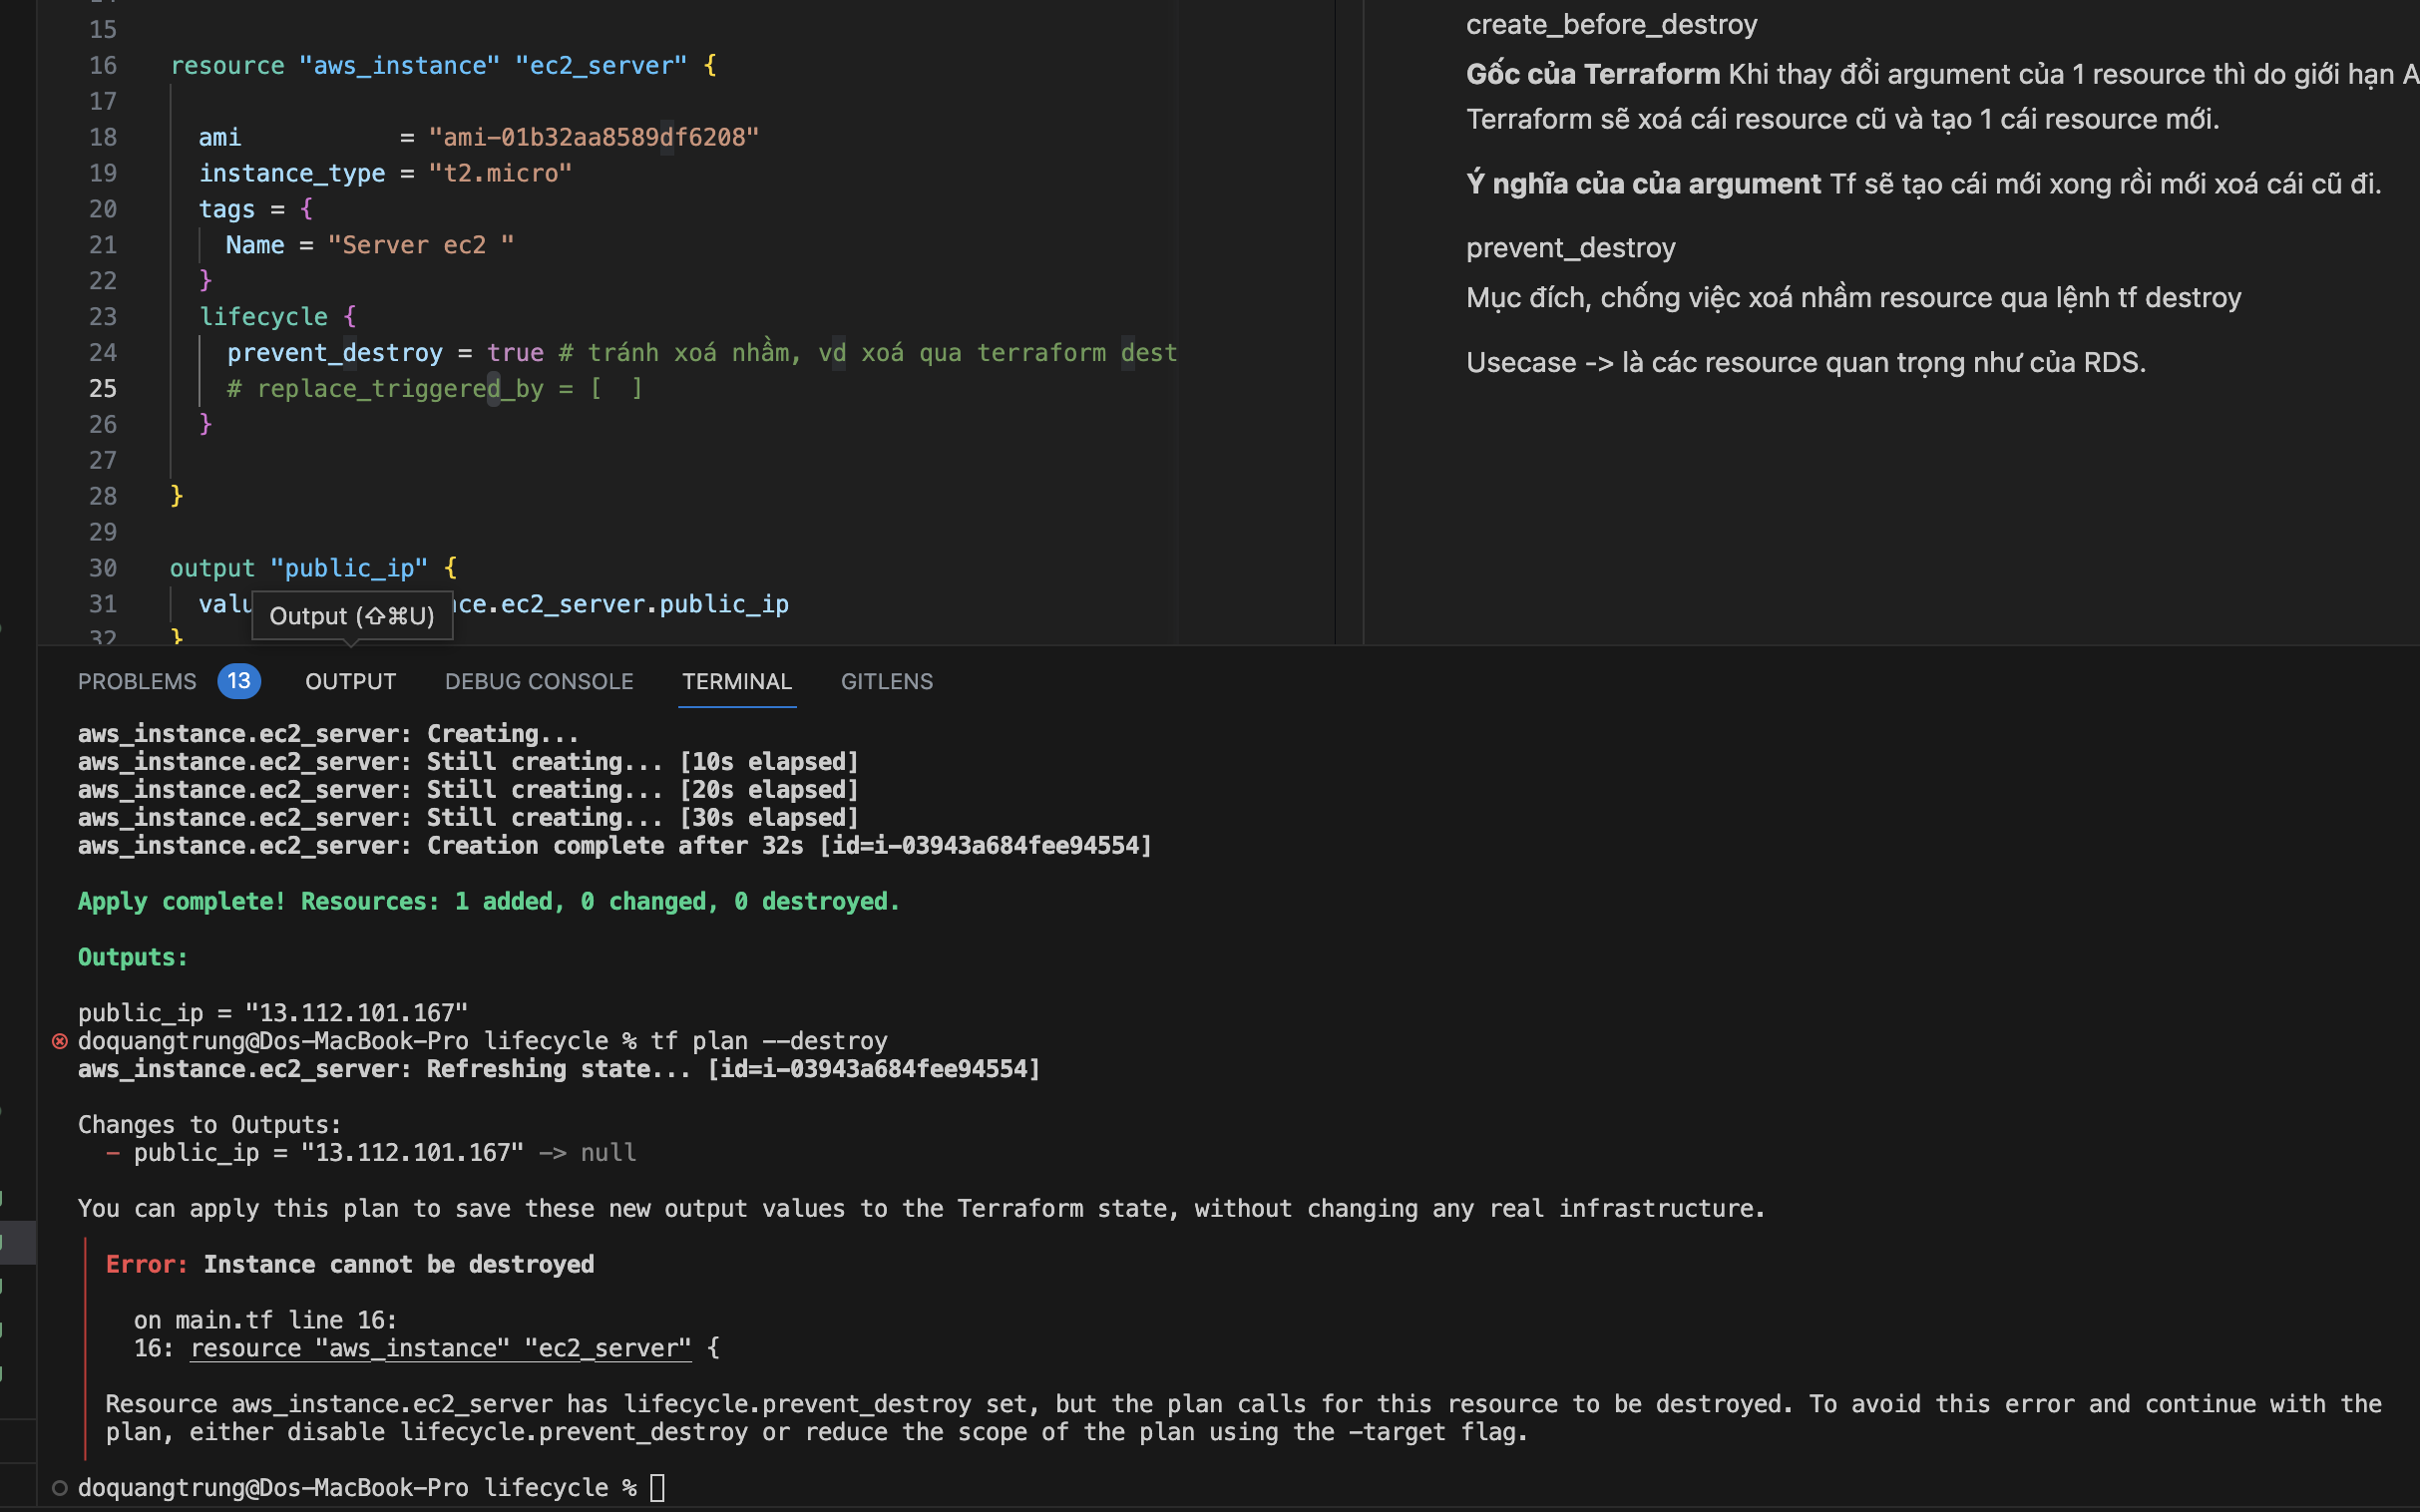 15
16 resource "aws_instance" "ec2_server" {
17
18 ami = "ami-01b32aa8589df6208"
19 instance_type = "t2.micro"
20 tags = {
21 Name = "Server ec2 "
22 }
23 lifecycle {
24 prevent_destroy = true # tránh xoá nhầm, vd xoá qua terraform dest
25 # replace_triggered_by = [  ]
26 }
27
28 }
29
30 output "public_ip" {
31 valu
ce.ec2_server.public_ip
32 }
Output (⇧⌘U)
create_before_destroy
Gốc của Terraform Khi thay đổi argument của 1 resource thì do giới hạn A
Terraform sẽ xoá cái resource cũ và tạo 1 cái resource mới.
Ý nghĩa của của argument Tf sẽ tạo cái mới xong rồi mới xoá cái cũ đi.
prevent_destroy
Mục đích, chống việc xoá nhầm resource qua lệnh tf destroy
Usecase -> là các resource quan trọng như của RDS.
PROBLEMS 13 OUTPUT DEBUG CONSOLE TERMINAL GITLENS
aws_instance.ec2_server: Creating...
aws_instance.ec2_server: Still creating... [10s elapsed]
aws_instance.ec2_server: Still creating... [20s elapsed]
aws_instance.ec2_server: Still creating... [30s elapsed]
aws_instance.ec2_server: Creation complete after 32s [id=i-03943a684fee94554]
Apply complete! Resources: 1 added, 0 changed, 0 destroyed.
Outputs:
public_ip = "13.112.101.167"
doquangtrung@Dos-MacBook-Pro lifecycle % tf plan --destroy
aws_instance.ec2_server: Refreshing state... [id=i-03943a684fee94554]
Changes to Outputs:
- public_ip = "13.112.101.167" -> null
You can apply this plan to save these new output values to the Terraform state, without changing any real infrastructure.
Error: Instance cannot be destroyed
on main.tf line 16:
16: resource "aws_instance" "ec2_server" {
Resource aws_instance.ec2_server has lifecycle.prevent_destroy set, but the plan calls for this resource to be destroyed. To avoid this error and continue with the
plan, either disable lifecycle.prevent_destroy or reduce the scope of the plan using the -target flag.
doquangtrung@Dos-MacBook-Pro lifecycle %